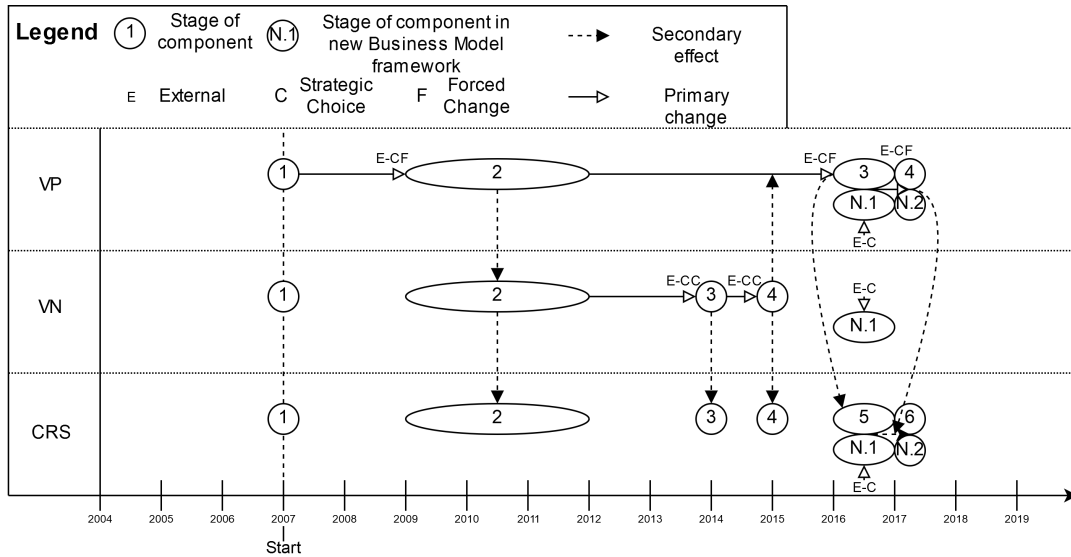 Legend
1
Stage of
component
N.1
Stage of component in
new Business Model
framework
Secondary
effect
E External
C Strategic
Choice
F Forced
Change
Primary
change
VP
1
E-CF
2
E-CF
3
E-CF
4
N.1
N.2
E-C
VN
1
2
E-CC
3
E-CC
4
E-C
N.1
CRS
1
2
3
4
5
6
N.1
N.2
E-C
2004 2005 2006 2007 2008 2009 2010 2011 2012 2013 2014 2015 2016 2017 2018 2019
Start